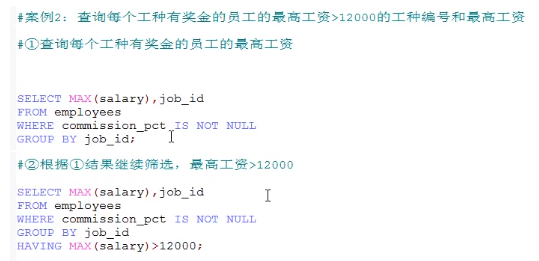 #案例2：查询每个工种有奖金的员工的最高工资>12000的工种编号和最高工资
#①查询每个工种有奖金的员工的最高工资
SELECT MAX(salary),job_id
FROM employees
WHERE commission_pct IS NOT NULL
GROUP BY job_id;
#②根据①结果继续筛选，最高工资>12000
SELECT MAX(salary),job_id
FROM employees
WHERE commission_pct IS NOT NULL
GROUP BY job_id
HAVING MAX(salary)>12000;